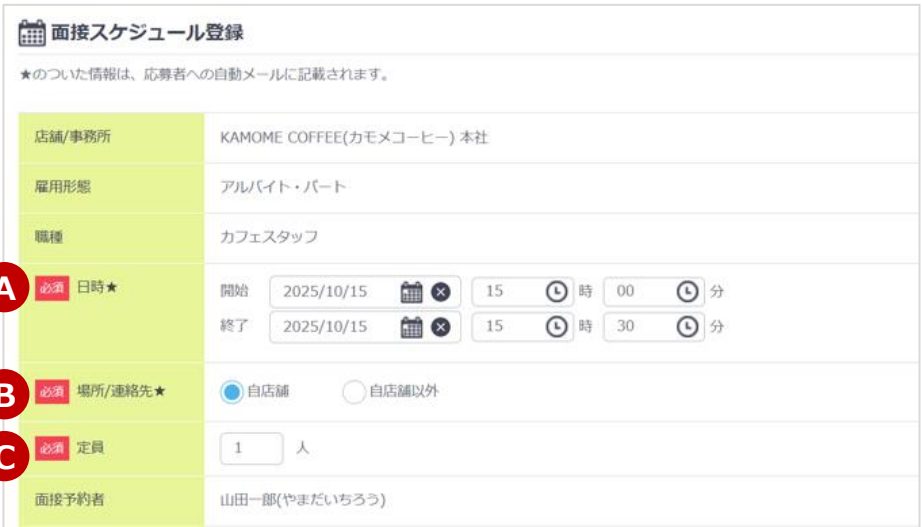 面接スケジュール登録
★のついた情報は、応募者への自動メールに記載されます。
店舗/事務所 KAMOME COFFEE(カモメコーヒー) 本社
雇用形態 アルバイト・パート
職種 カフェスタッフ
A 必須 日時★ 開始 2025/10/15 15 時 00 分
終了 2025/10/15 15 時 30 分
B 必須 場所/連絡先★ 自店舗 自店舗以外
C 必須 定員 1 人
面接予約者 山田一郎(やまだいちろう)